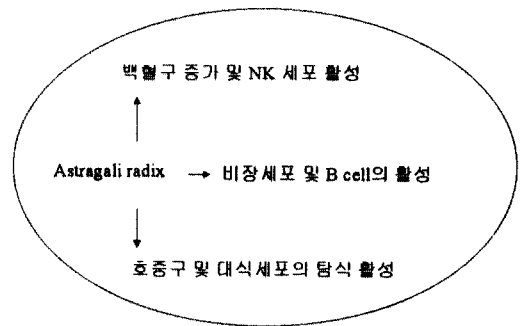 백혈구 증가 및 NK 세포 활성
Astragali radix → 비장세포 및 B cell의 활성
호중구 및 대식세포의 탐식 활성